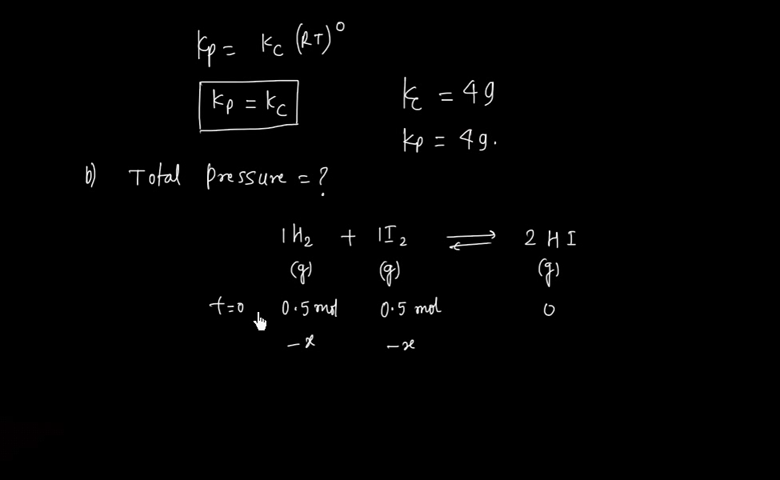 Kp = Kc (RT)⁰
Kp = Kc
Kc = 49
Kp = 49.
b) Total Pressure = ?
1H₂ + 1I₂ ⇌ 2HI
(g) (g) (g)
t=0 0.5 mol 0.5 mol 0
-x -x